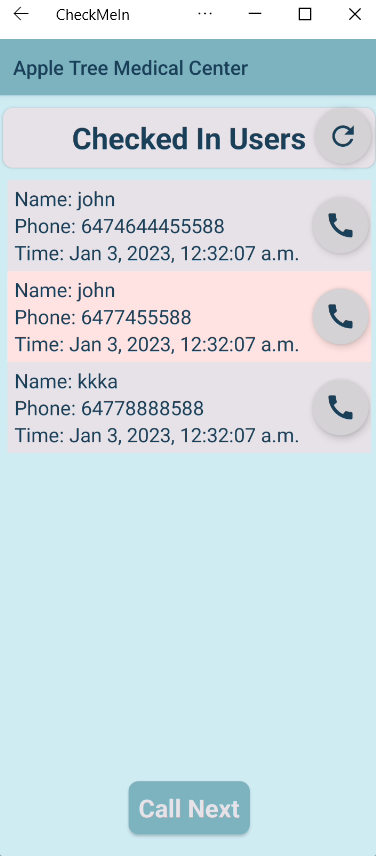 CheckMeIn
Apple Tree Medical Center
Checked In Users
Name: john
Phone: 6474644455588
Time: Jan 3, 2023, 12:32:07 a.m.
Name: john
Phone: 6477455588
Time: Jan 3, 2023, 12:32:07 a.m.
Name: kkka
Phone: 64778888588
Time: Jan 3, 2023, 12:32:07 a.m.
Call Next